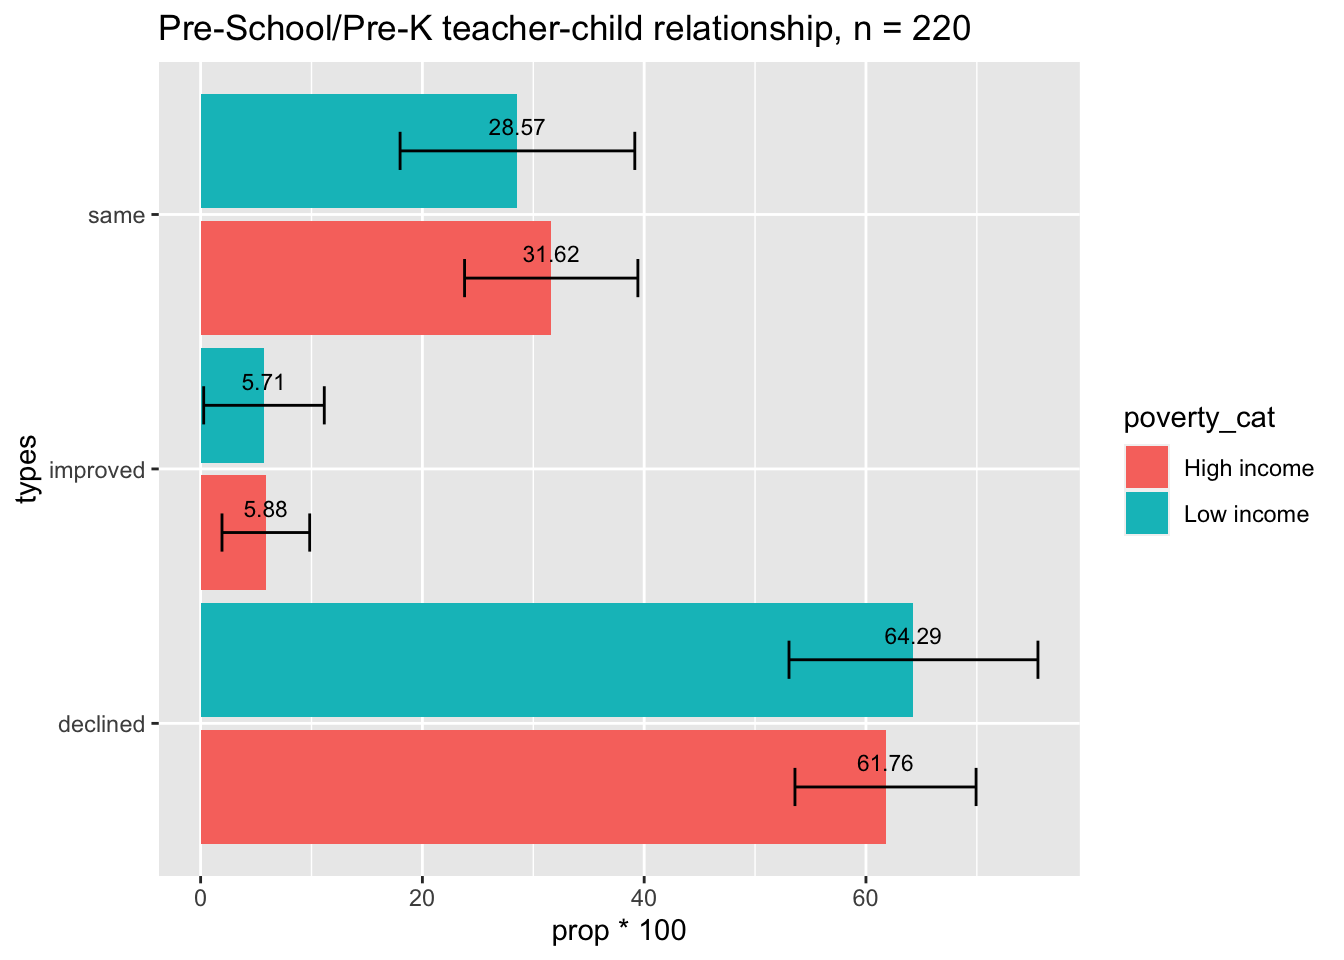 Pre-School/Pre-K teacher-child relationship, n = 220
28.57
same
31.62
5.71
improved
5.88
64.29
declined
61.76
types
0 20 40 60
prop * 100
poverty_cat
High income
Low income